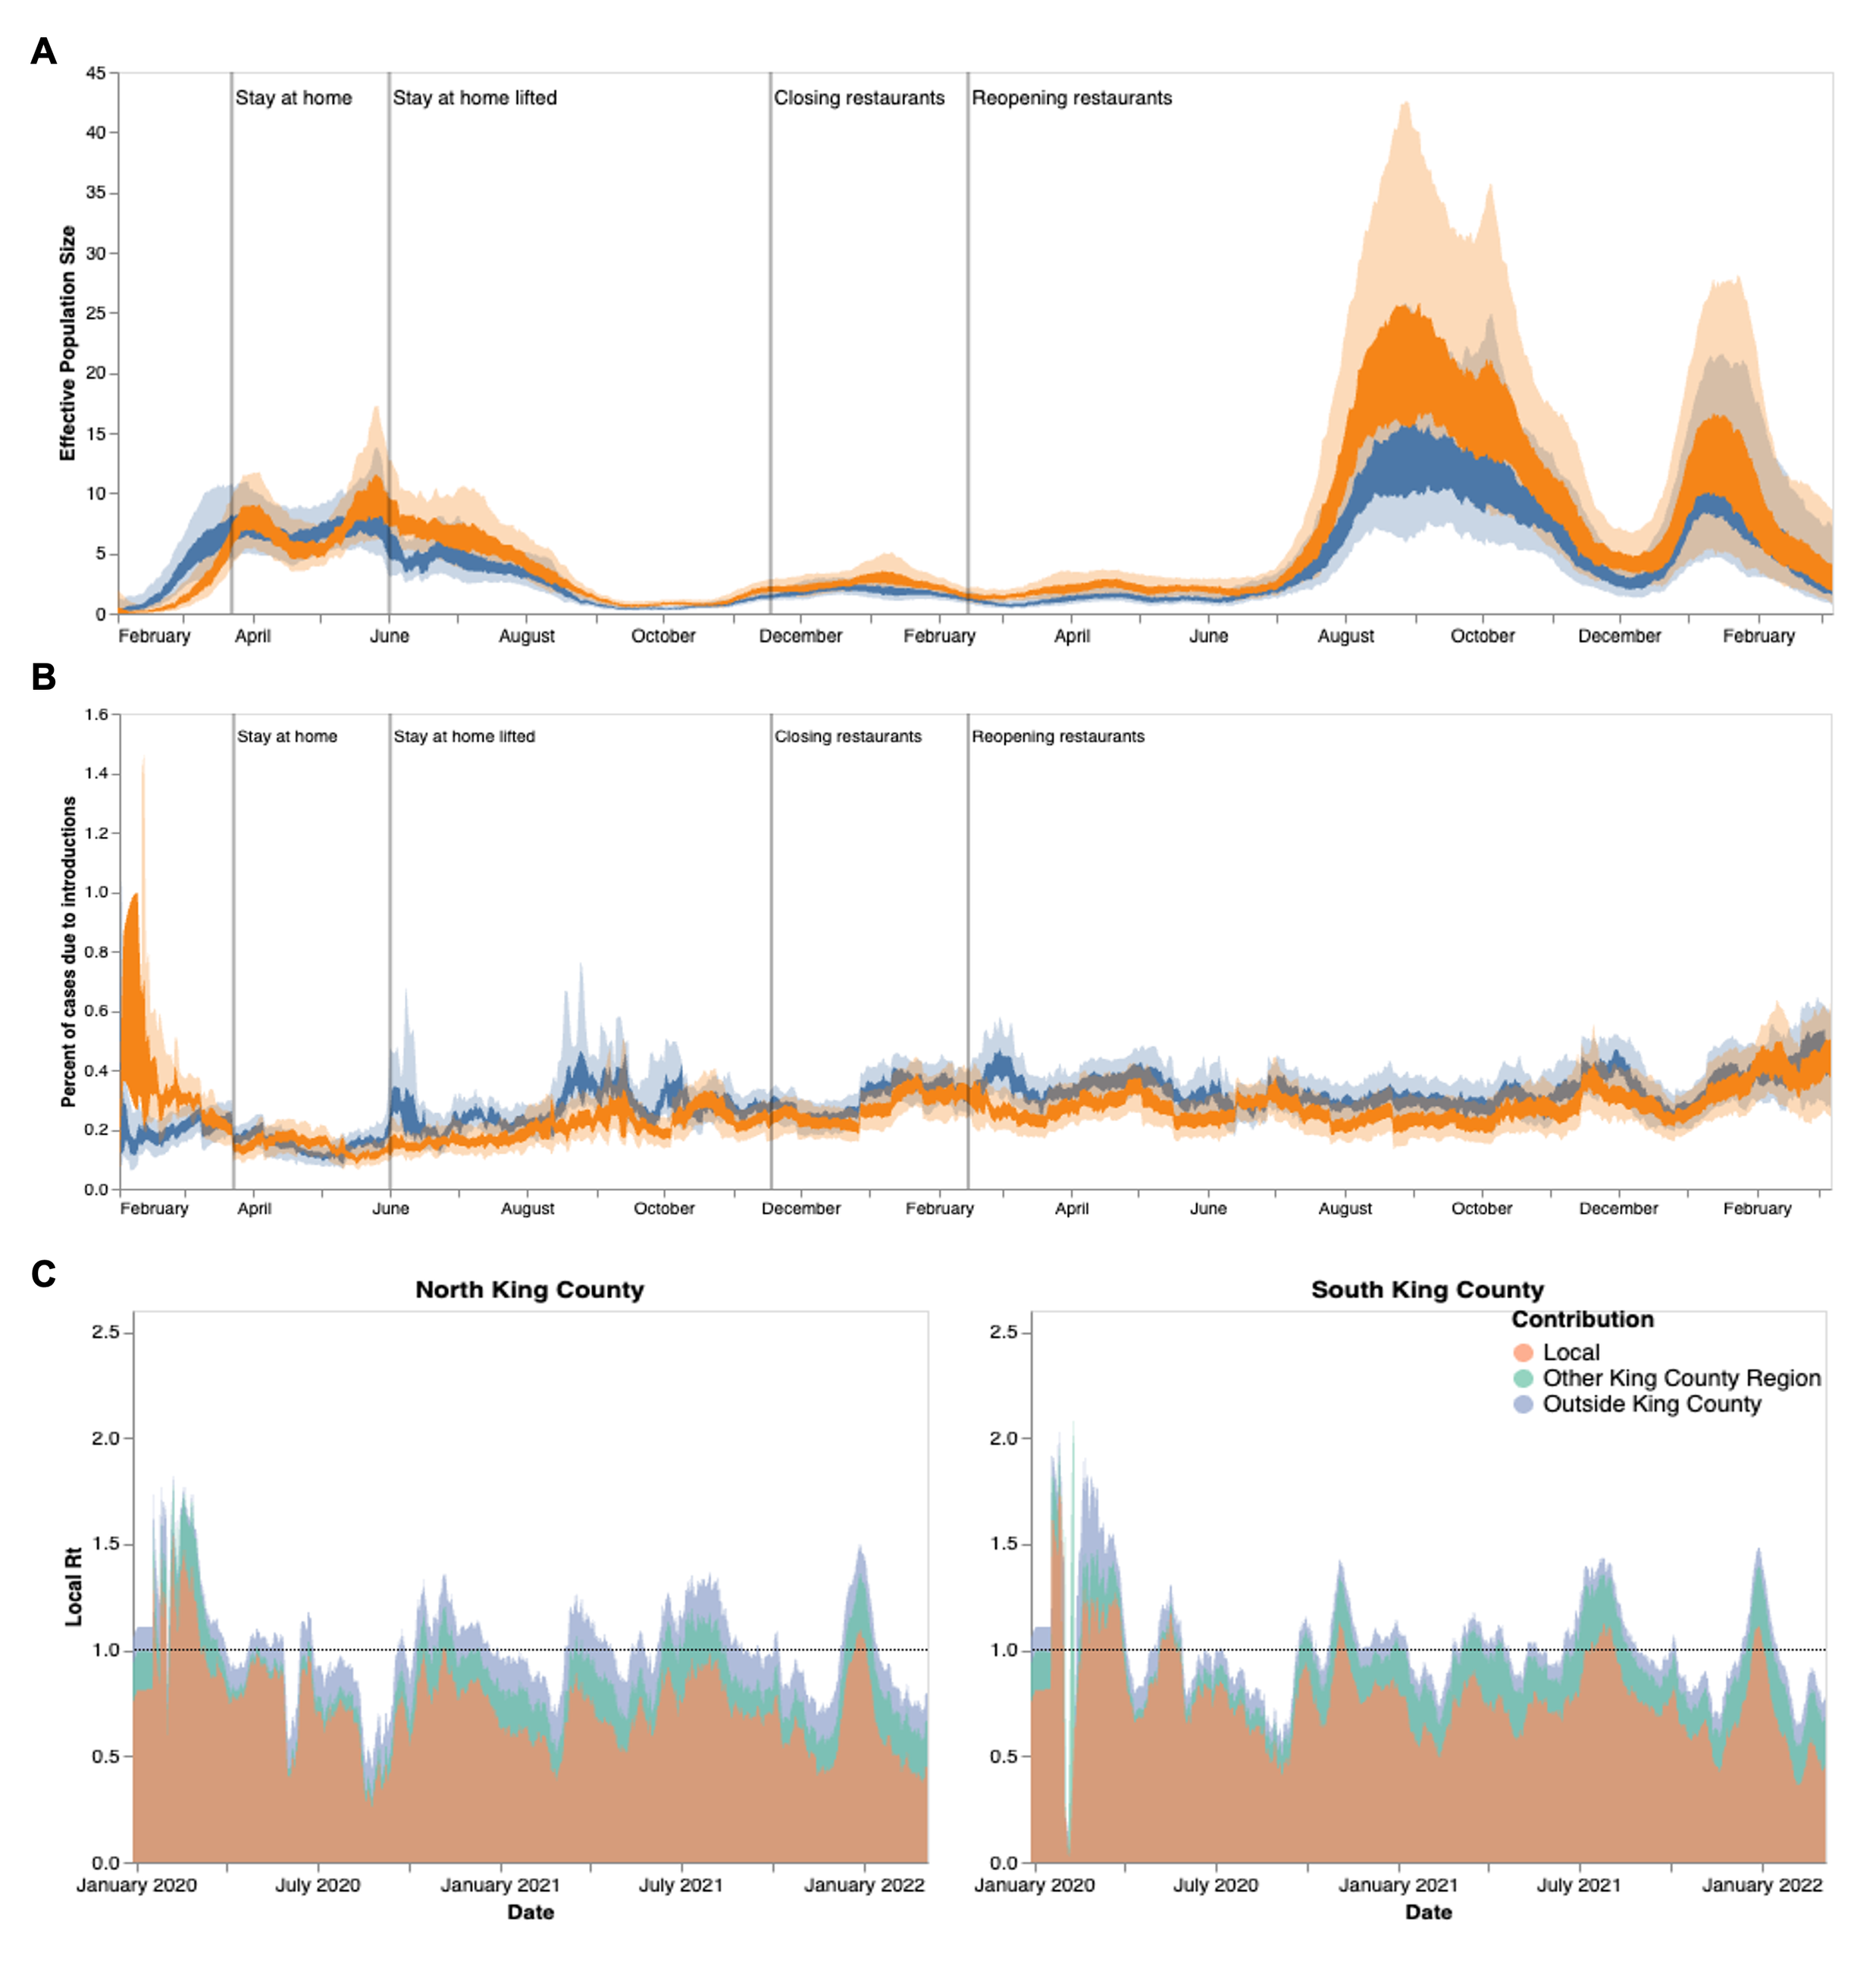 A
45
40
35
30
25
20
15
10
5
0
Effective Population Size
Stay at home
Stay at home lifted
Closing restaurants
Reopening restaurants
February April June August October December February April June August October December February
B
1.6
1.4
1.2
1.0
0.8
0.6
0.4
0.2
0.0
Percent of cases due to introductions
Stay at home
Stay at home lifted
Closing restaurants
Reopening restaurants
February April June August October December February April June August October December February
C
North King County
2.5
2.0
1.5
1.0
0.5
0.0
Local Rt
January 2020 July 2020 January 2021 July 2021 January 2022
Date
South King County
Contribution
Local
Other King County Region
Outside King County
2.5
2.0
1.5
1.0
0.5
0.0
January 2020 July 2020 January 2021 July 2021 January 2022
Date